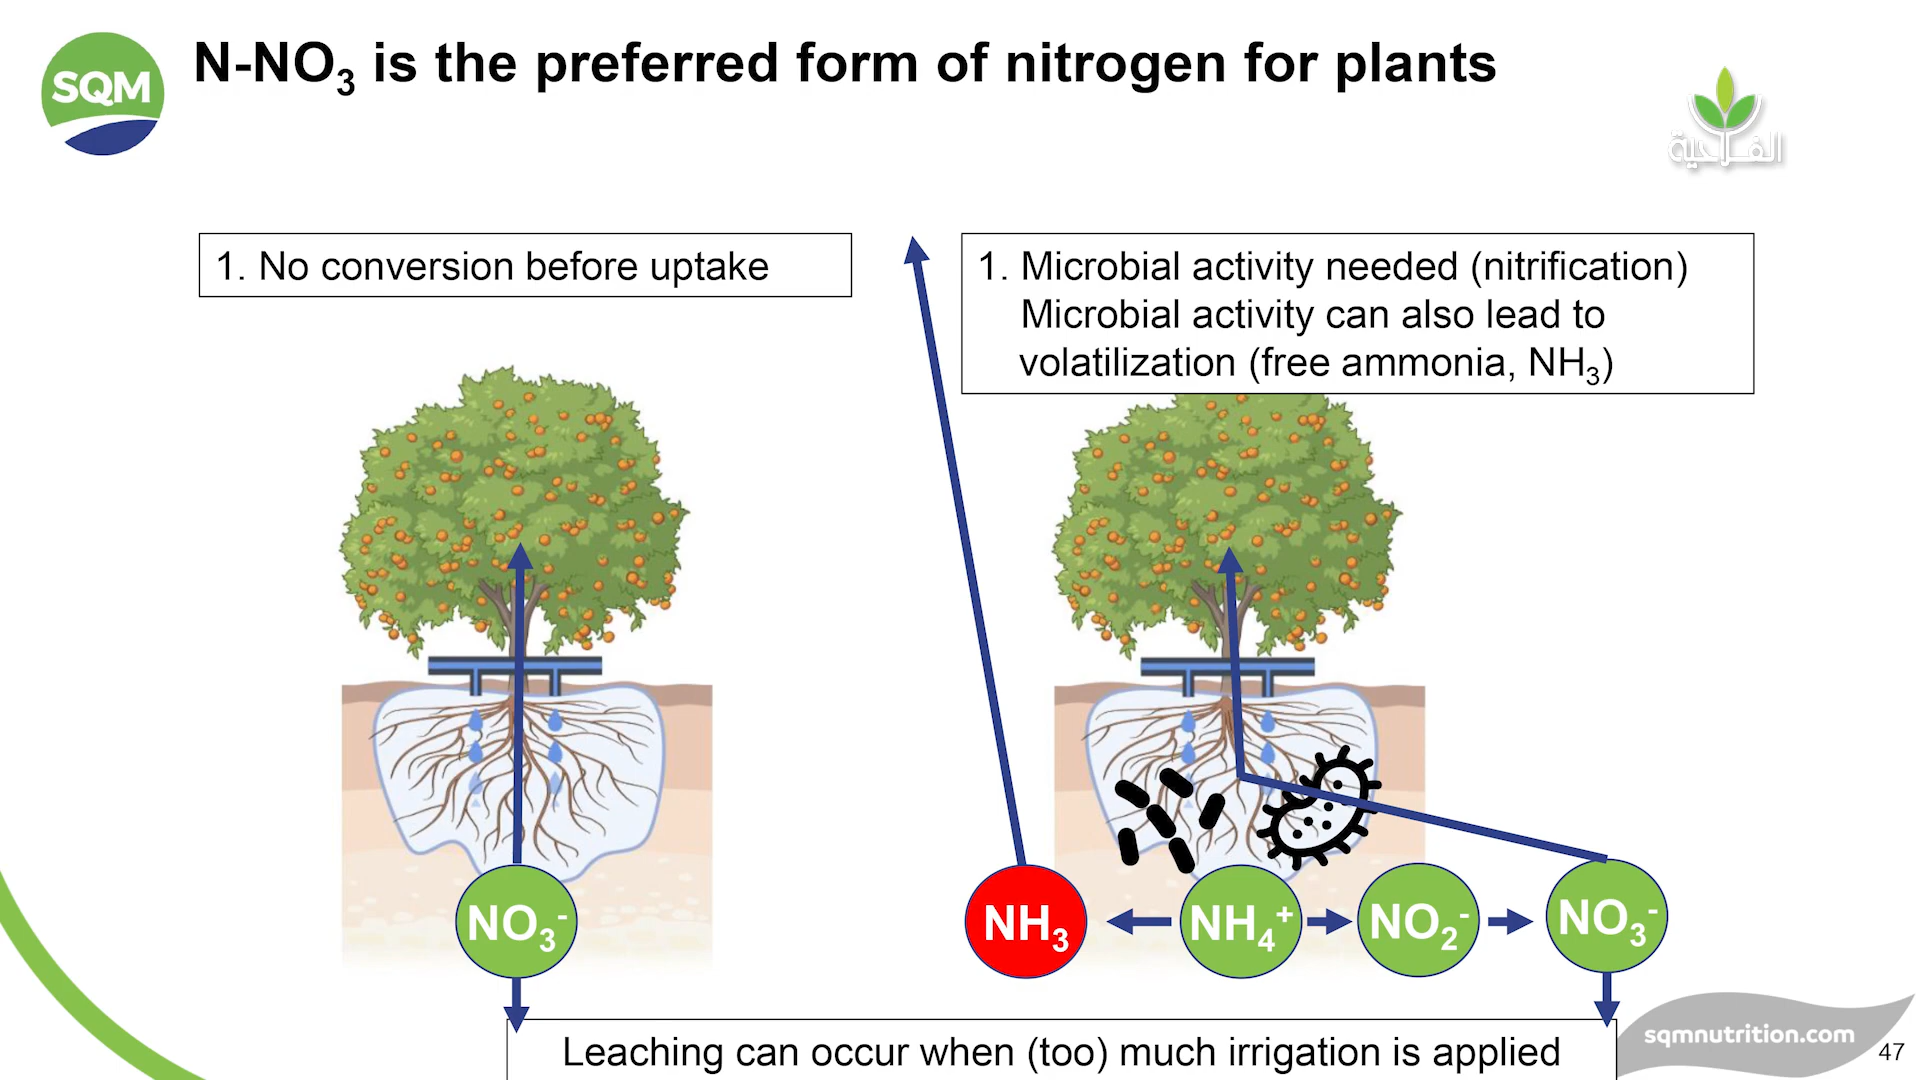 SQM
N-NO₃ is the preferred form of nitrogen for plants
الفلاحية
1. No conversion before uptake
1. Microbial activity needed (nitrification)
Microbial activity can also lead to
volatilization (free ammonia, NH₃)
NO₃⁻
NH₃
NH₄⁺
NO₂⁻
NO₃⁻
Leaching can occur when (too) much irrigation is applied
sqmnutrition.com
47